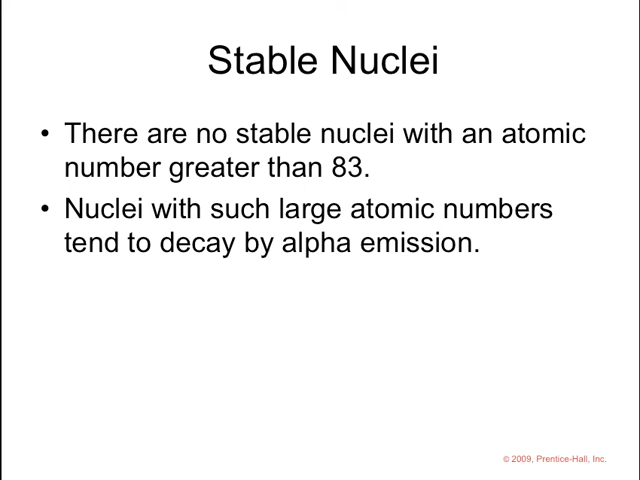 Stable Nuclei
• There are no stable nuclei with an atomic
number greater than 83.
• Nuclei with such large atomic numbers
tend to decay by alpha emission.
© 2009, Prentice-Hall, Inc.